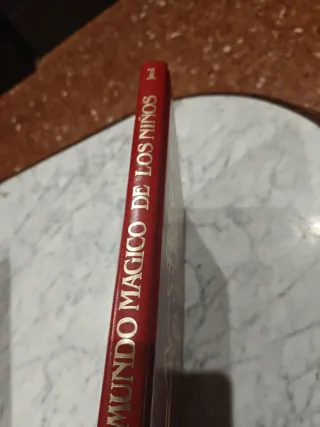 MUNDO MAGICO DE LOS NIÑOS 1